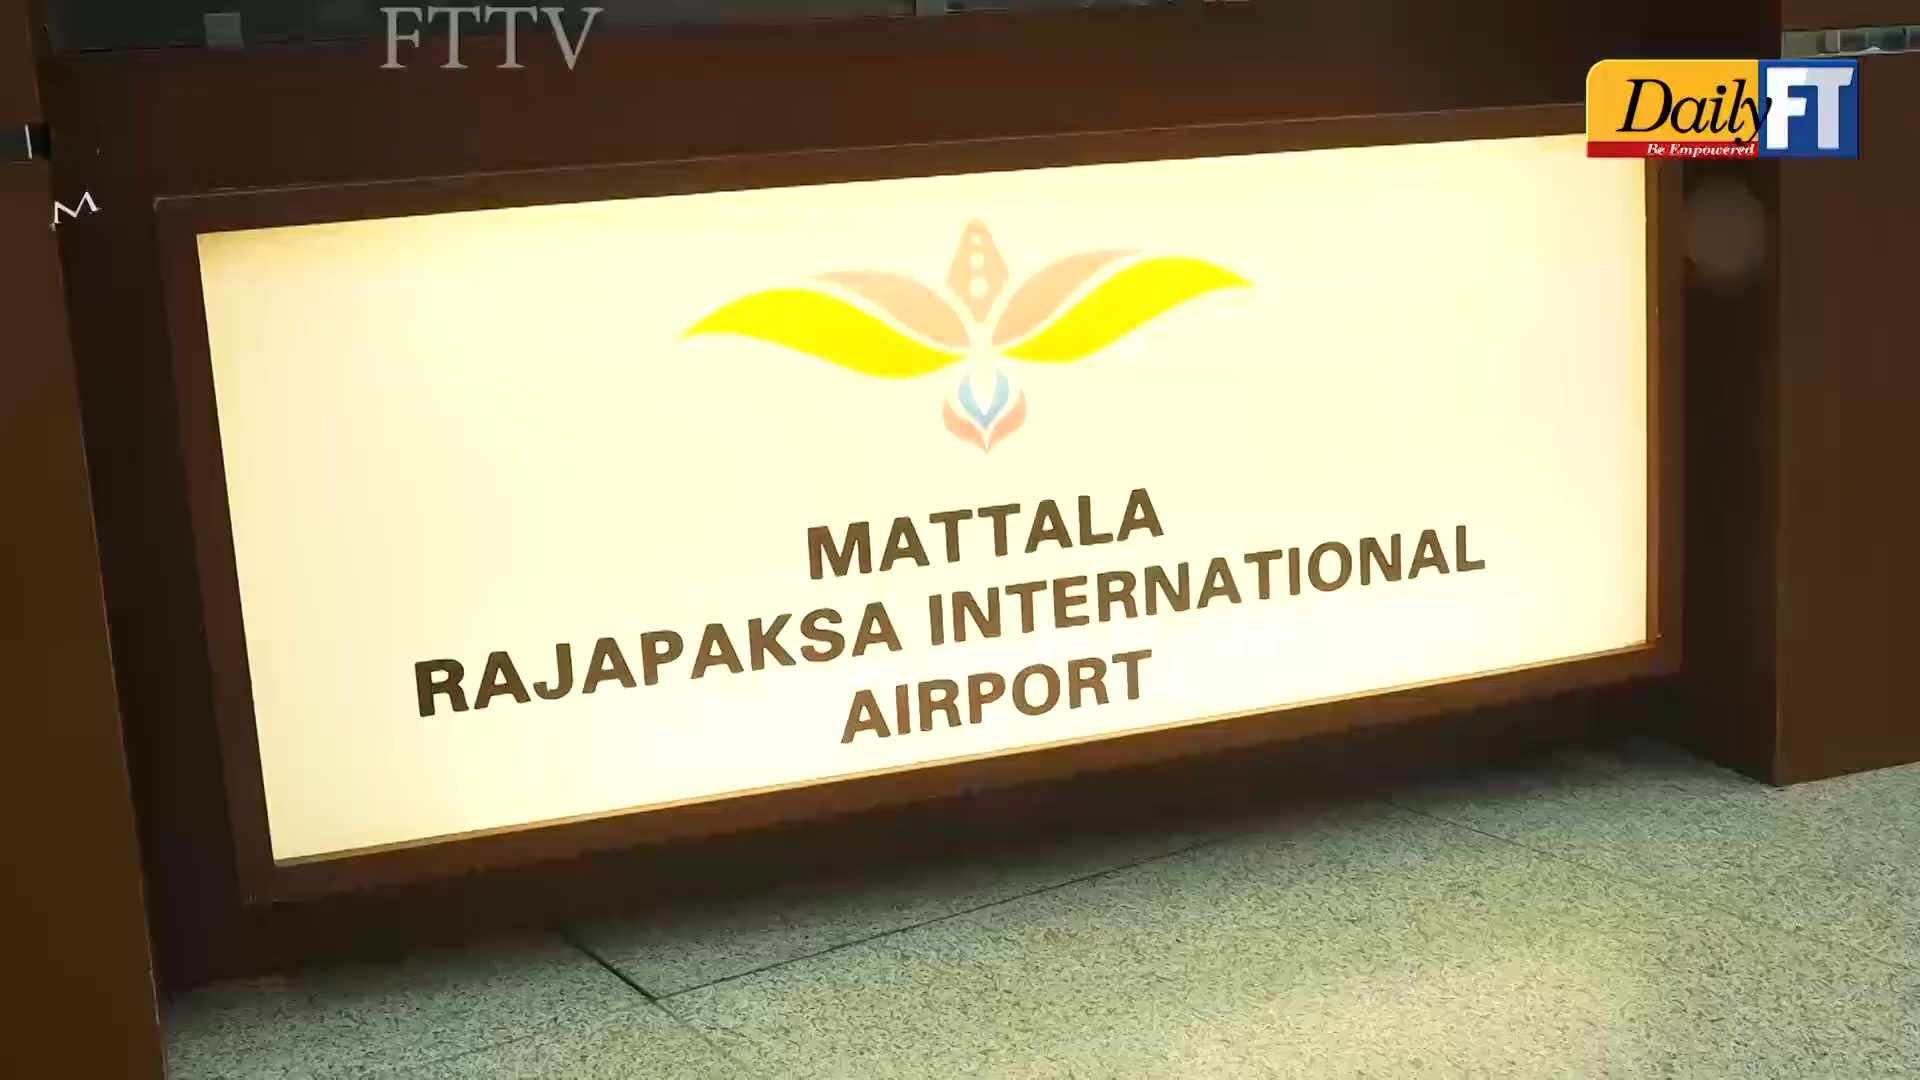 FTTV
Daily FT
Be Empowered
M
MATTALA
RAJAPAKSA INTERNATIONAL
AIRPORT